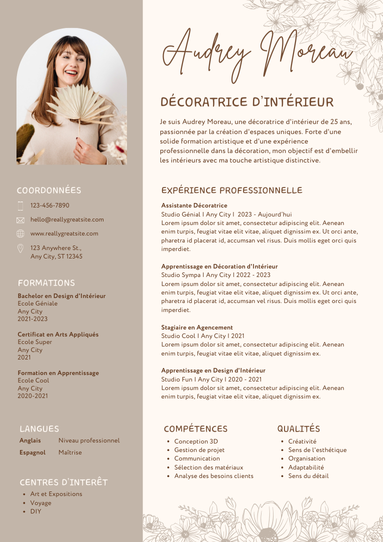 Audrey Moreau
DÉCORATRICE D'INTÉRIEUR
Je suis Audrey Moreau, une décoratrice d'intérieur de 25 ans,
passionnée par la création d'espaces uniques. Forte d'une
solide formation artistique et d'une expérience
professionnelle dans la décoration, mon objectif est d'embellir
les intérieurs avec ma touche artistique distinctive.
COORDONNÉES
123-456-7890
hello@reallygreatsite.com
www.reallygreatsite.com
123 Anywhere St.,
Any City, ST 12345
FORMATIONS
Bachelor en Design d'Intérieur
Ecole Géniale
Any City
2021-2023
Certificat en Arts Appliqués
Ecole Super
Any City
2021
Formation en Apprentissage
Ecole Cool
Any City
2020-2021
LANGUES
Anglais Niveau professionnel
Espagnol Maîtrise
CENTRES D'INTERÊT
• Art et Expositions
• Voyage
• DIY
EXPÉRIENCE PROFESSIONNELLE
Assistante Décoratrice
Studio Génial I Any City I 2023 - Aujourd'hui
Lorem ipsum dolor sit amet, consectetur adipiscing elit. Aenean
enim turpis, feugiat vitae elit vitae, aliquet dignissim ex. Ut orci ante,
pharetra id placerat id, accumsan vel risus. Duis mollis eget orci quis
imperdiet.
Apprentissage en Décoration d'Intérieur
Studio Sympa I Any City I 2022 - 2023
Lorem ipsum dolor sit amet, consectetur adipiscing elit. Aenean
enim turpis, feugiat vitae elit vitae, aliquet dignissim ex. Ut orci ante,
pharetra id placerat id, accumsan vel risus. Duis mollis eget orci quis
imperdiet.
Stagiaire en Agencement
Studio Cool I Any City I 2021
Lorem ipsum dolor sit amet, consectetur adipiscing elit. Aenean
enim turpis, feugiat vitae elit vitae, aliquet dignissim ex.
Apprentissage en Design d'Intérieur
Studio Fun I Any City I 2020 - 2021
Lorem ipsum dolor sit amet, consectetur adipiscing elit. Aenean
enim turpis, feugiat vitae elit vitae, aliquet dignissim ex.
COMPÉTENCES
• Conception 3D
• Gestion de projet
• Communication
• Sélection des matériaux
• Analyse des besoins clients
QUALITÉS
• Créativité
• Sens de l'esthétique
• Organisation
• Adaptabilité
• Sens du détail